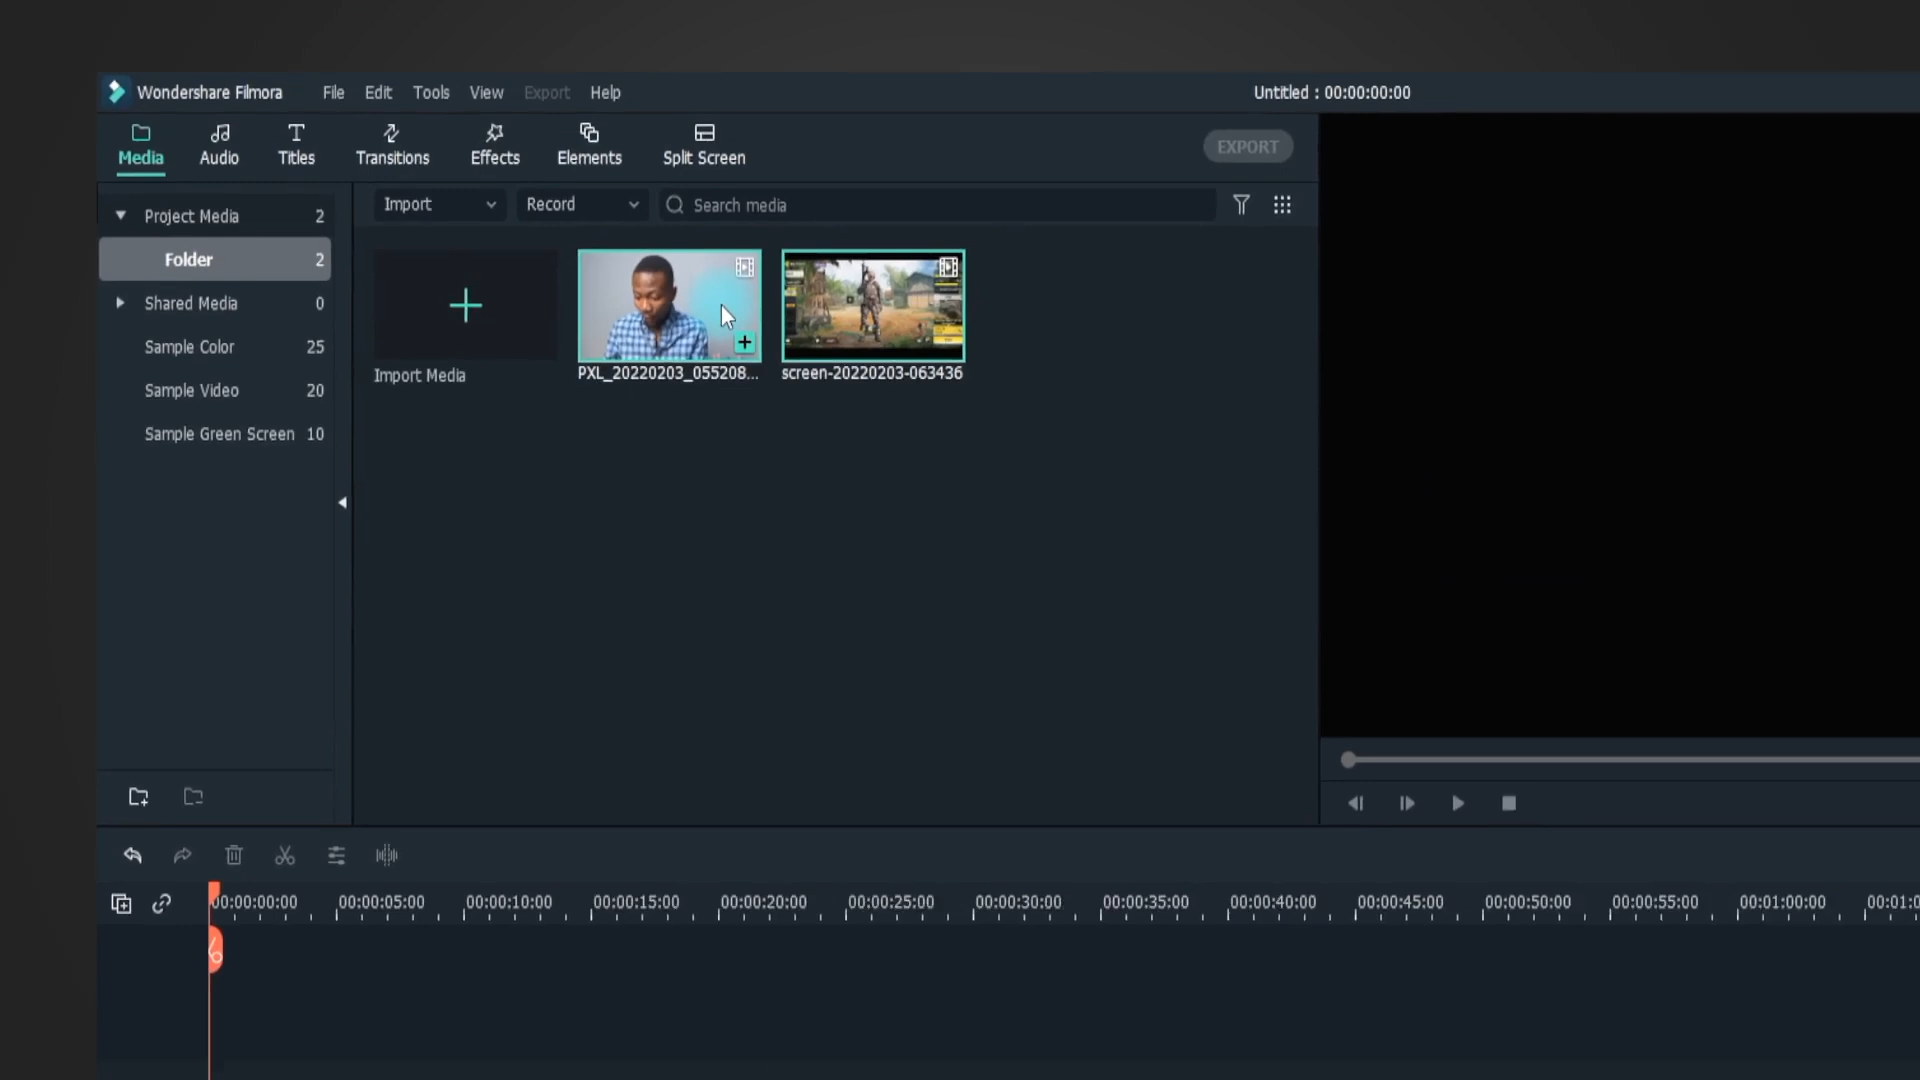 Wondershare Filmora File Edit Tools View Export Help Untitled : 00:00:00:00
Media Audio Titles Transitions Effects Elements Split Screen EXPORT
Project Media 2 Import Record Search media
Folder 2
Shared Media 0
Sample Color 25
Sample Video 20
Sample Green Screen 10
Import Media PXL_20220203_055208... screen-20220203-063436
00:00:00:00 00:00:05:00 00:00:10:00 00:00:15:00 00:00:20:00 00:00:25:00 00:00:30:00 00:00:35:00 00:00:40:00 00:00:45:00 00:00:50:00 00:00:55:00 00:01:00:00 00:01:0